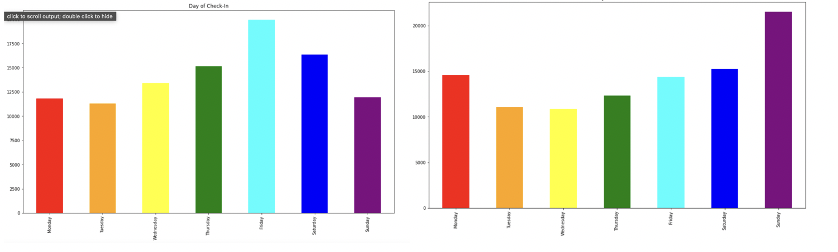 Day of Check-In
click to scroll output; double click to hide
17500
15000
12500
10000
7500
5000
2500
0
Monday
Tuesday
Wednesday
Thursday
Friday
Saturday
Sunday
20000
15000
10000
5000
0
Monday
Tuesday
Wednesday
Thursday
Friday
Saturday
Sunday